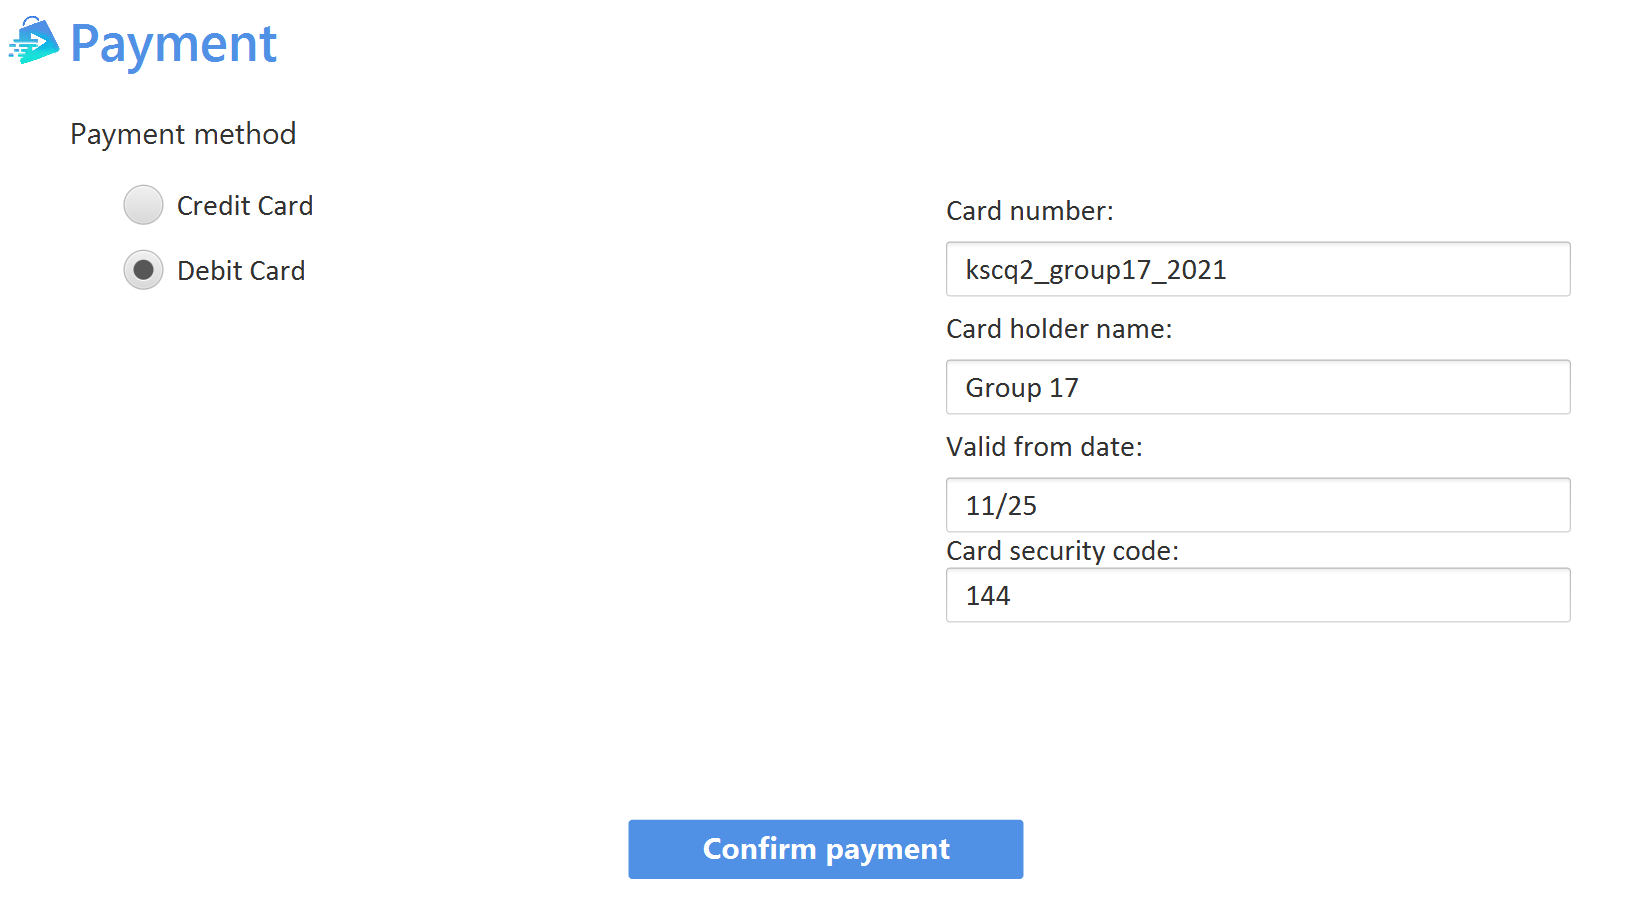 Payment
Payment method
Credit Card
Debit Card
Card number:
kscq2_group17_2021
Card holder name:
Group 17
Valid from date:
11/25
Card security code:
144
Confirm payment